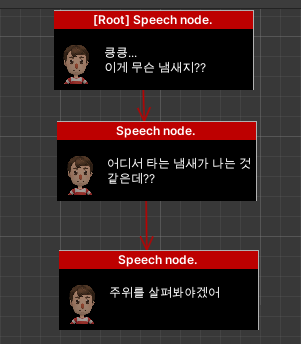 [Root] Speech node.
킁킁...
이게 무슨 냄새지??
Speech node.
어디서 타는 냄새가 나는 것
같은데??
Speech node.
주위를 살펴봐야겠어